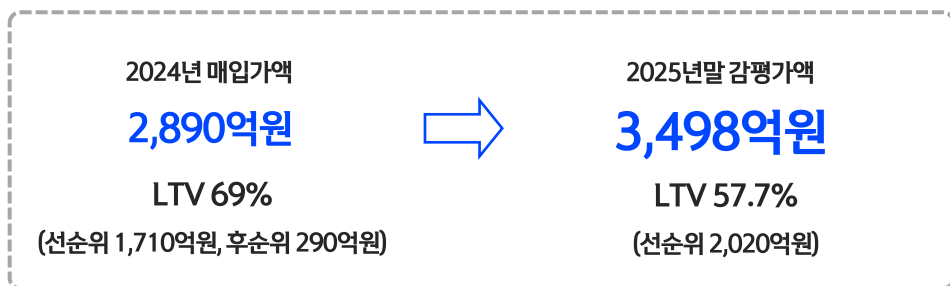 2024년 매입가액
2,890억원
LTV 69%
(선순위 1,710억원, 후순위 290억원)
2025년말 감평가액
3,498억원
LTV 57.7%
(선순위 2,020억원)